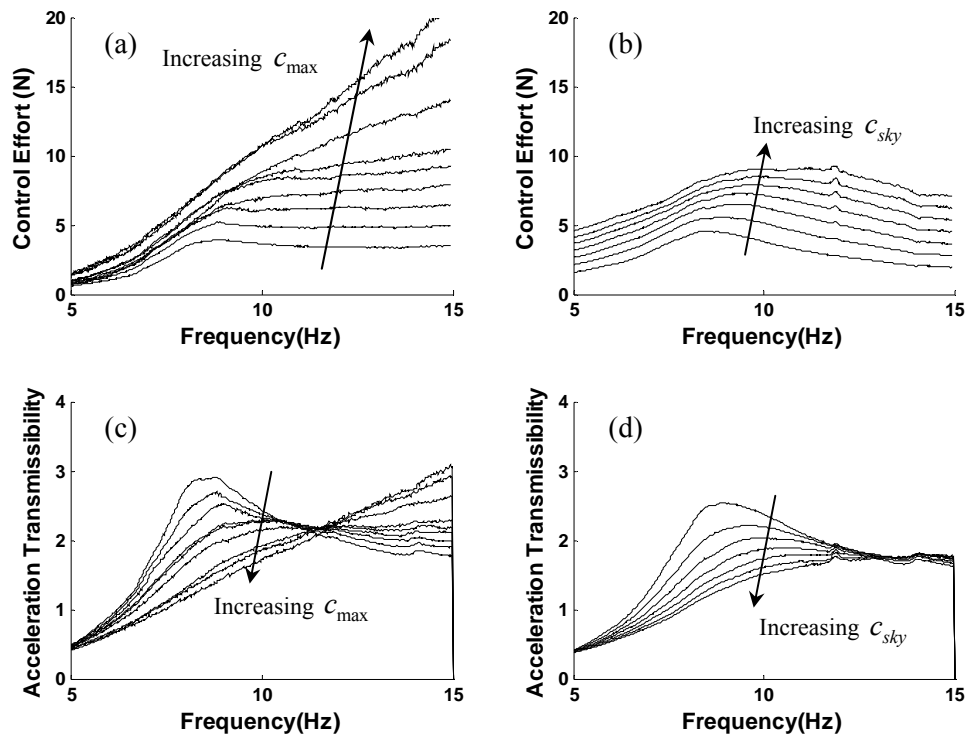 (a)
Increasing c_max
Control Effort (N)
20
15
10
5
0
5
10
15
Frequency(Hz)
(b)
Increasing c_sky
Control Effort (N)
20
15
10
5
0
5
10
15
Frequency(Hz)
(c)
Increasing c_max
Acceleration Transmissibility
4
3
2
1
0
5
10
15
Frequency(Hz)
(d)
Increasing c_sky
Acceleration Transmissibility
4
3
2
1
0
5
10
15
Frequency(Hz)